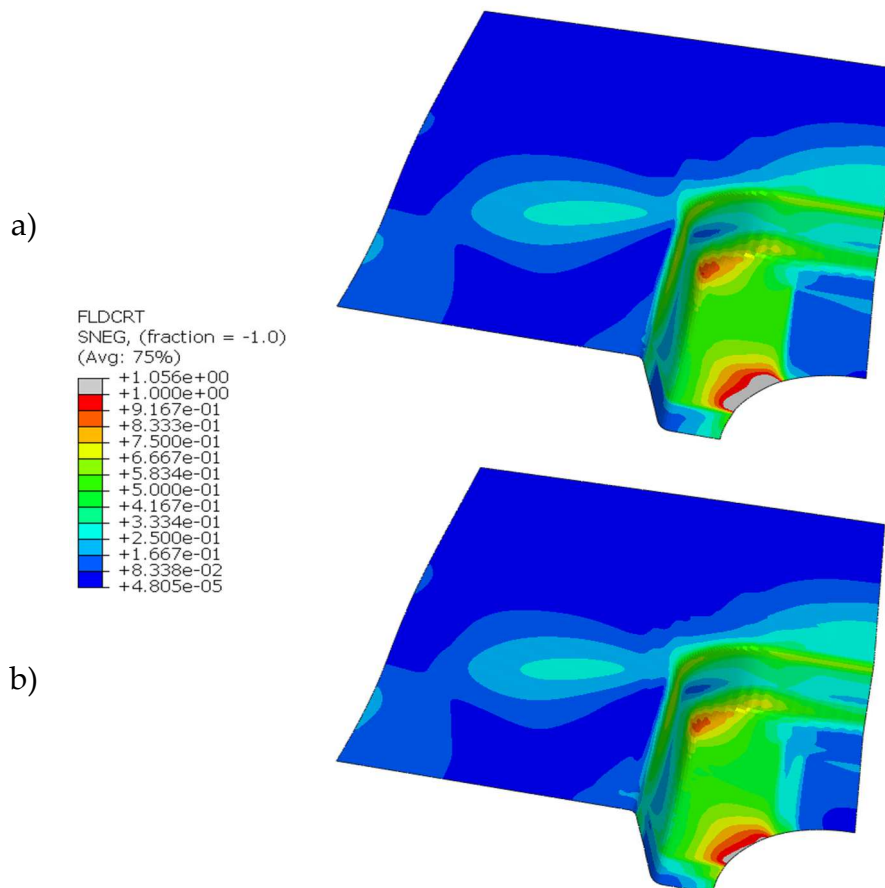 a)
FLDCRT
SNEG, (fraction = -1.0)
(Avg: 75%)
+1.056e+00
+1.000e+00
+9.167e-01
+8.333e-01
+7.500e-01
+6.667e-01
+5.834e-01
+5.000e-01
+4.167e-01
+3.334e-01
+2.500e-01
+1.667e-01
+8.338e-02
+4.805e-05
b)